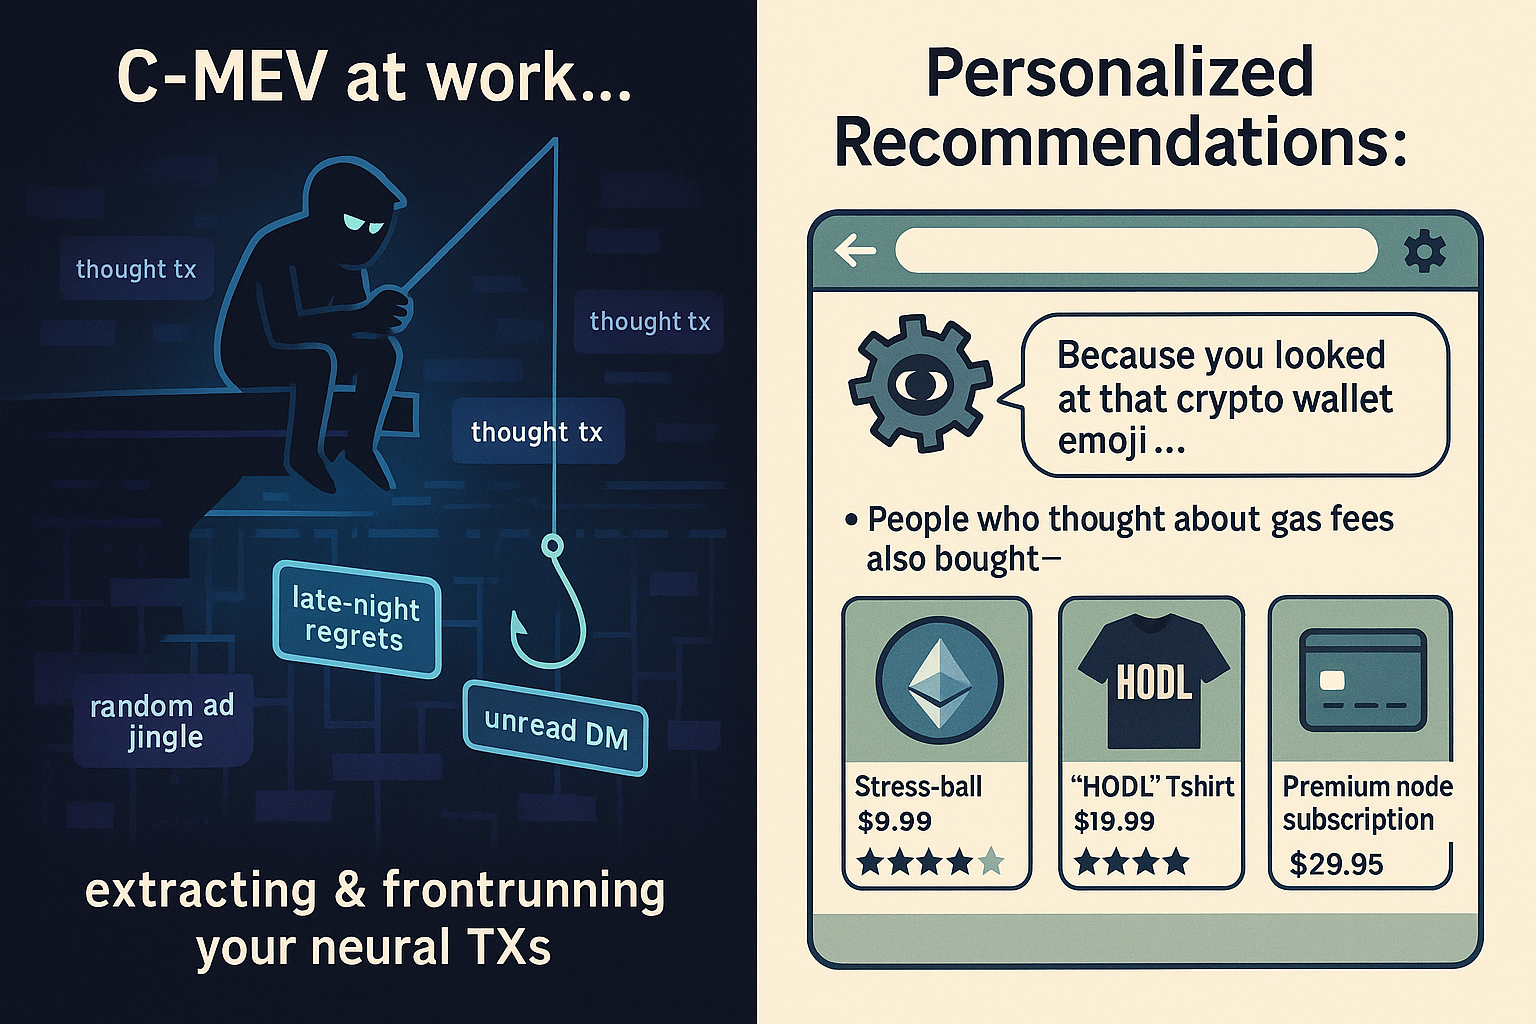 C-MEV at work...
thought tx
thought tx
thought tx
late-night
regrets
random ad
jingle
unread DM
extracting & frontrunning
your neural TXs
Personalized
Recommendations:
Because you looked
at that crypto wallet
emoji...
• People who thought about gas fees
also bought—
HODL
Stress-ball
$9.99
“HODL” Tshirt
$19.99
Premium node
subscription
$29.95